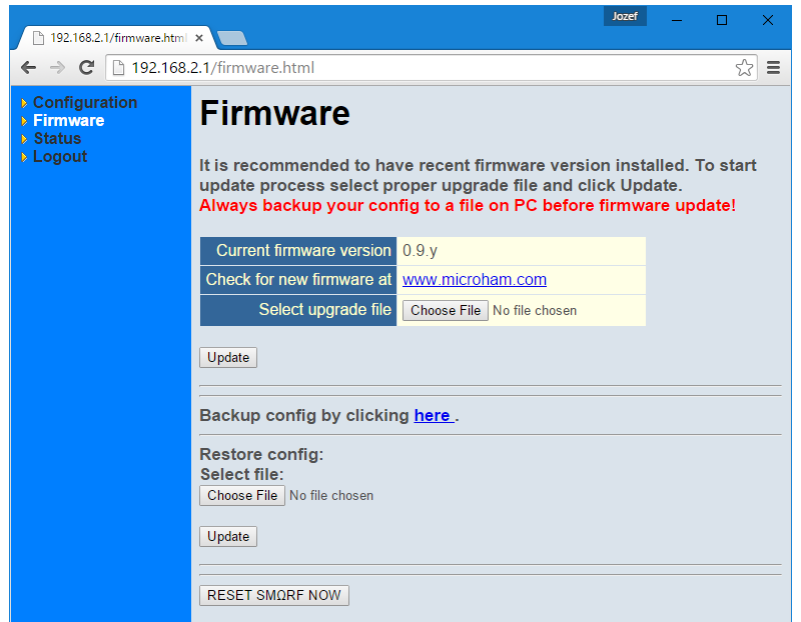 Jozef
192.168.2.1/firmware.html
192.168.2.1/firmware.html
Configuration
Firmware
Status
Logout
Firmware
It is recommended to have recent firmware version installed. To start
update process select proper upgrade file and click Update.
Always backup your config to a file on PC before firmware update!
Current firmware version 0.9.y
Check for new firmware at www.microham.com
Select upgrade file Choose File No file chosen
Update
Backup config by clicking here .
Restore config:
Select file:
Choose File No file chosen
Update
RESET SMΩRF NOW